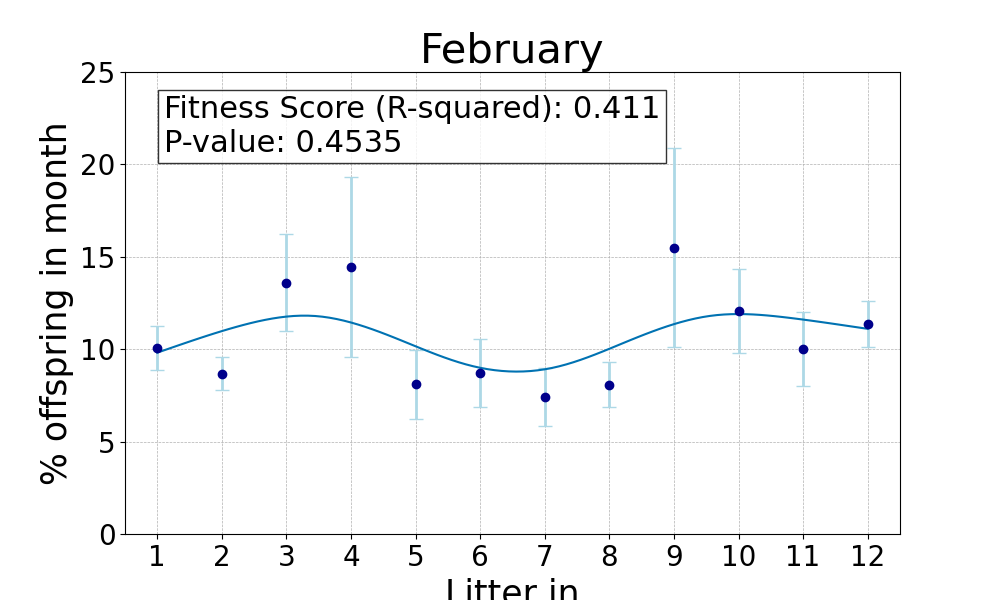 February
Fitness Score (R-squared): 0.411
P-value: 0.4535
% offspring in month
25
20
15
10
5
0
1 2 3 4 5 6 7 8 9 10 11 12
Litter in